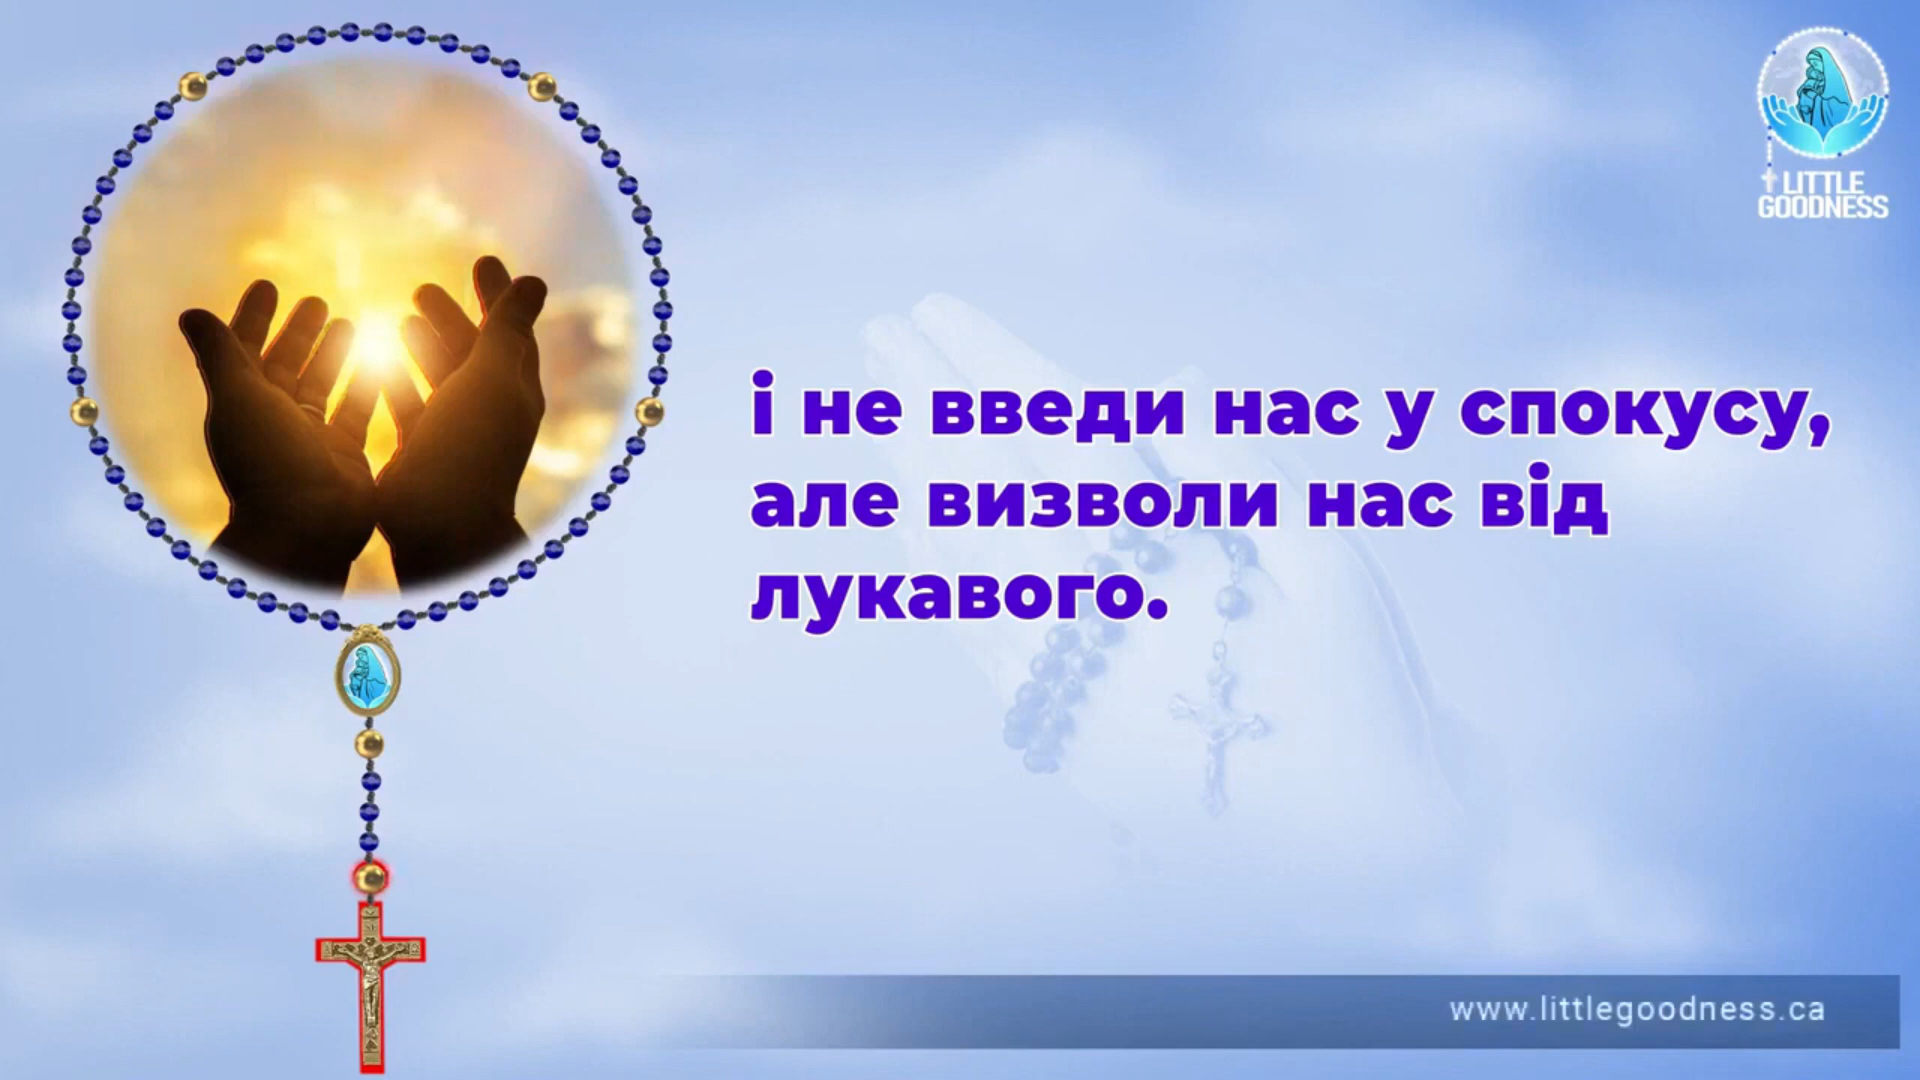 LITTLE
GOODNESS
і не введи нас у спокусу,
але визволи нас від
лукавого.
www.littlegoodness.ca